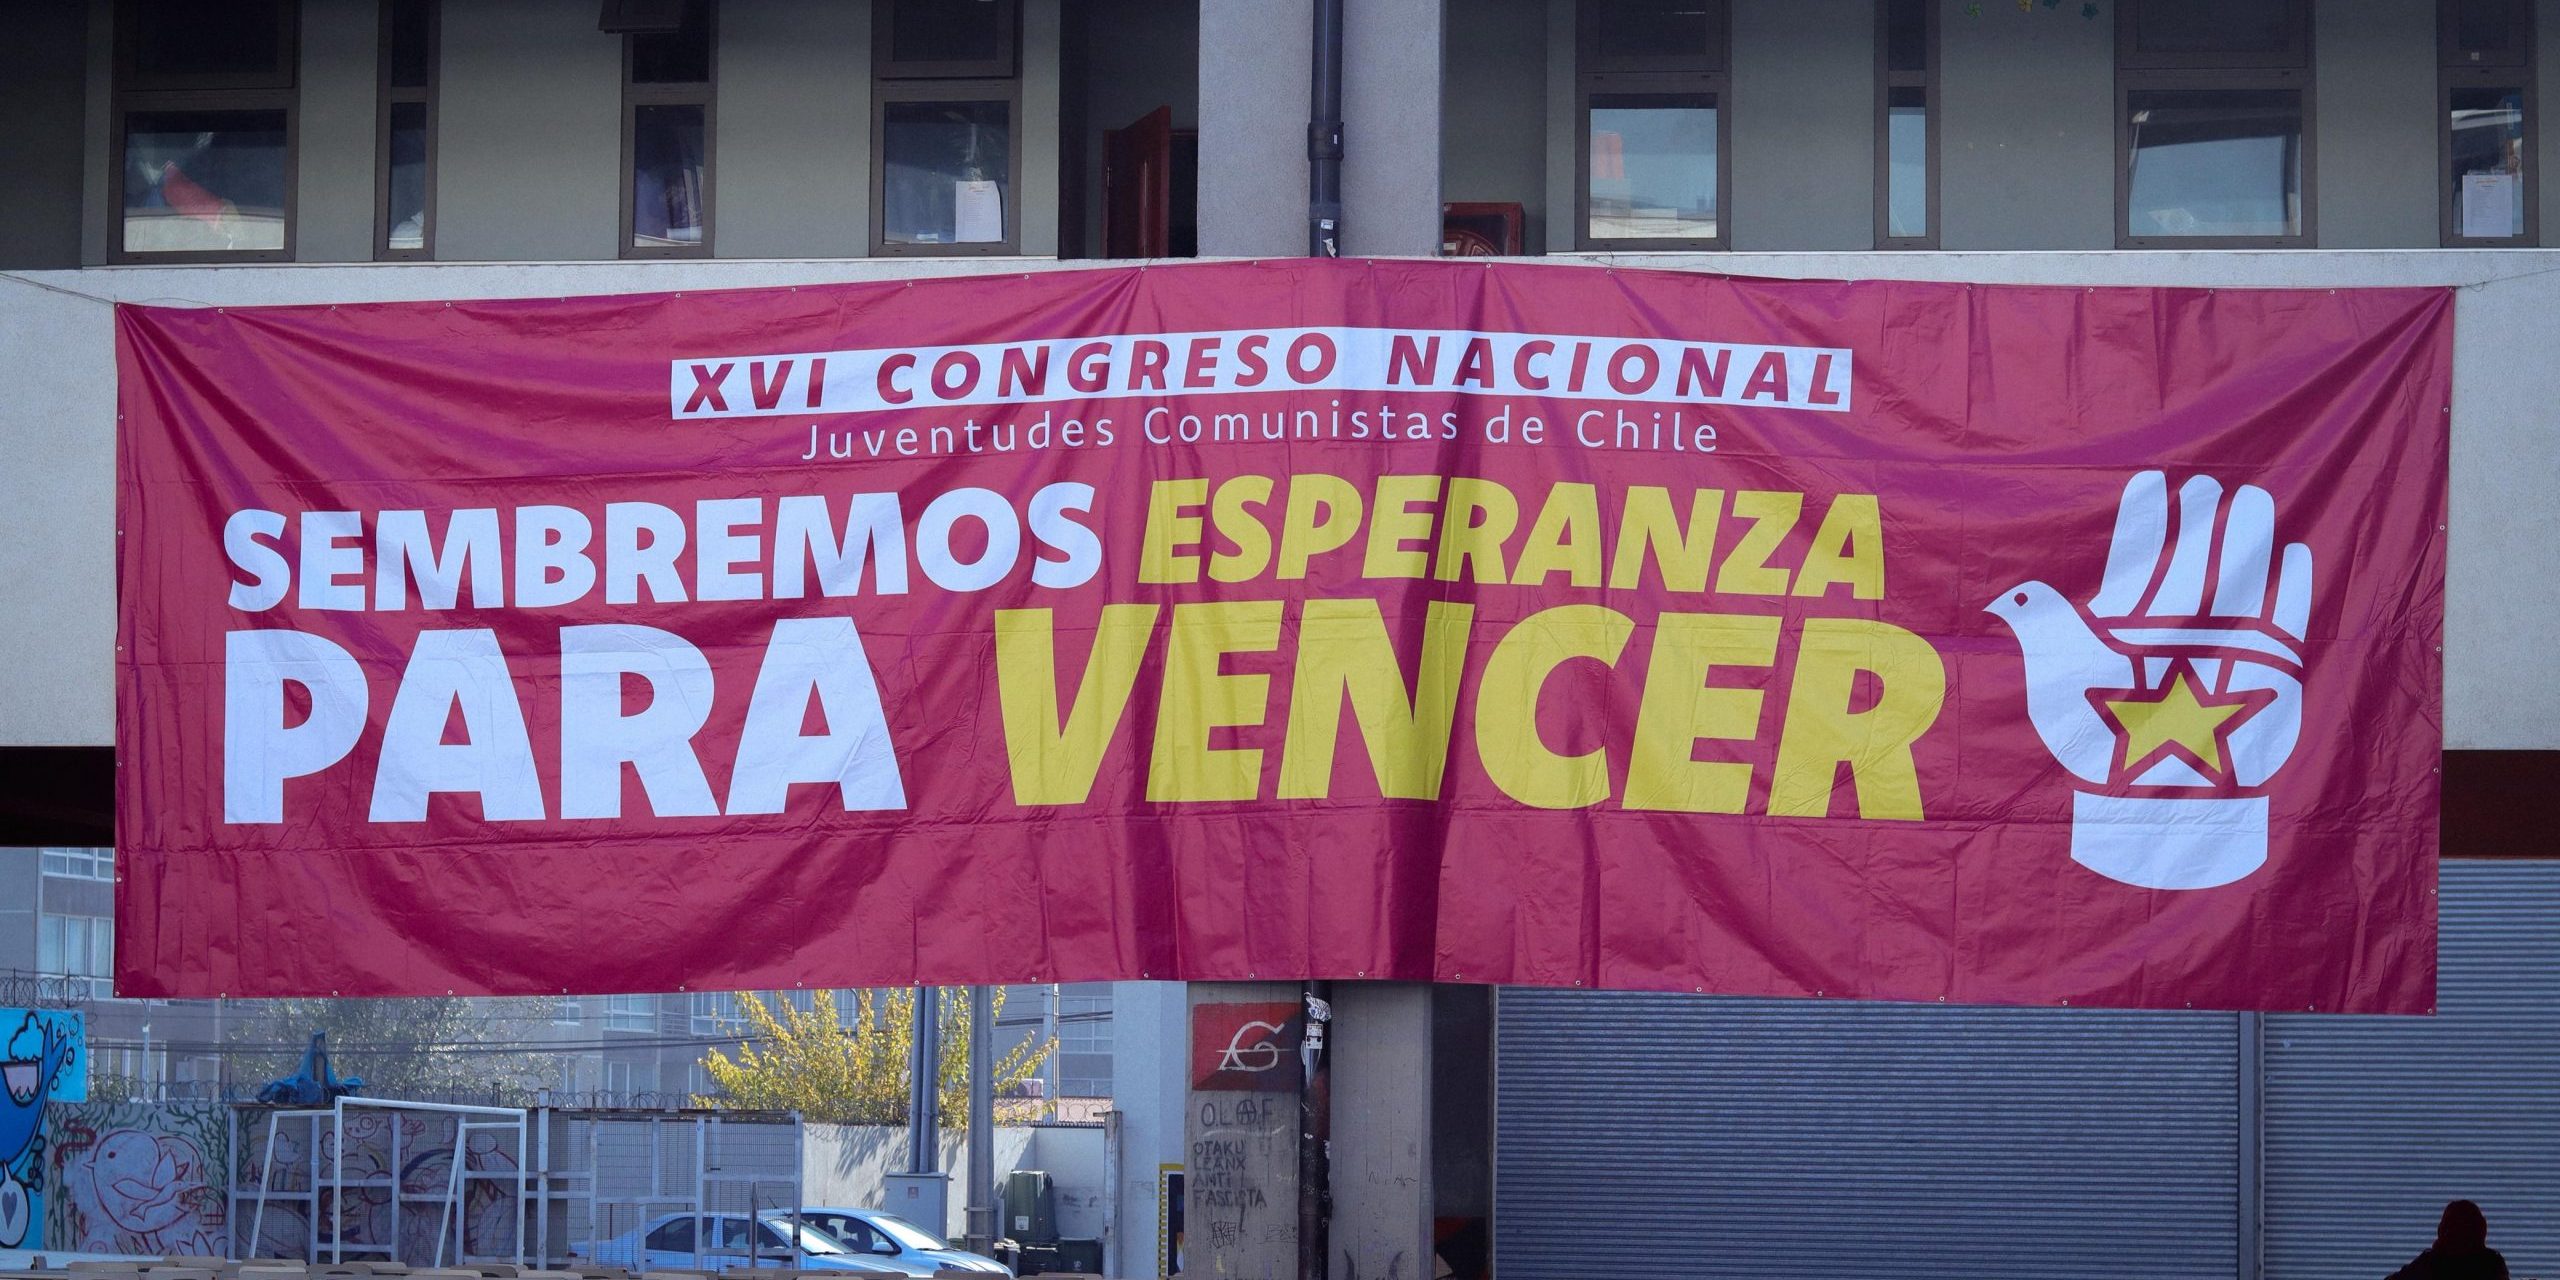 XVI CONGRESO NACIONAL
Juventudes Comunistas de Chile
SEMBREMOS ESPERANZA
PARA VENCER
O.L.A.F
OTAKU
ANTI
FASCISTA